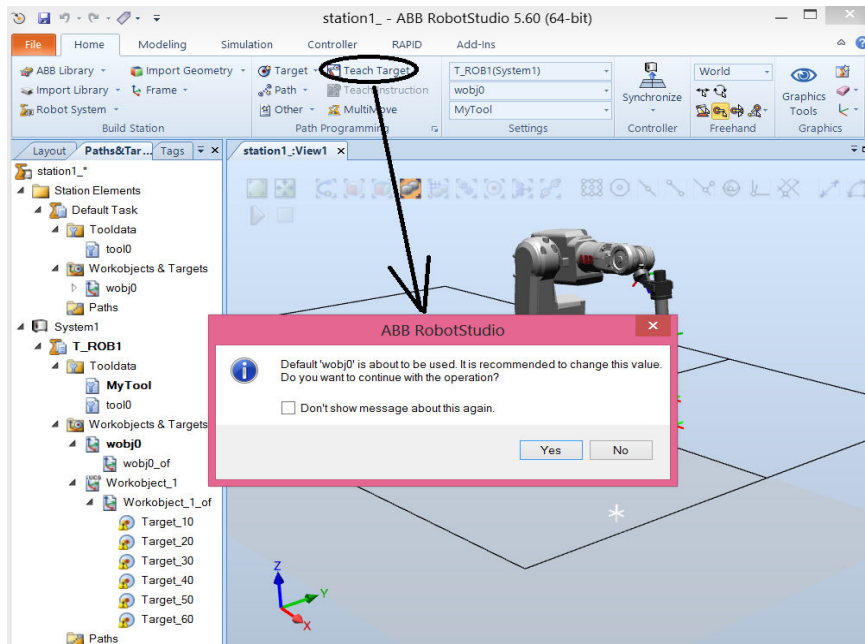 station1_ - ABB RobotStudio 5.60 (64-bit)
File Home Modeling Simulation Controller RAPID Add-Ins
ABB Library Import Geometry Target Teach Target T_ROB1(System1) World
Import Library Frame Path Teach Instruction wobj0 Synchronize Graphics Tools
Robot System Other MultiMove MyTool
Build Station Path Programming Settings Controller Freehand Graphics
Layout Paths&Tar... Tags station1_:View1
station1_*
Station Elements
Default Task
Tooldata
tool0
Workobjects & Targets
wobj0
Paths
System1
T_ROB1
Tooldata
MyTool
tool0
Workobjects & Targets
wobj0
wobj0_of
Workobject_1
Workobject_1_of
Target_10
Target_20
Target_30
Target_40
Target_50
Target_60
Paths
ABB
ABB RobotStudio
Default 'wobj0' is about to be used. It is recommended to change this value.
Do you want to continue with the operation?
Don't show message about this again.
Yes No
Z
Y
X